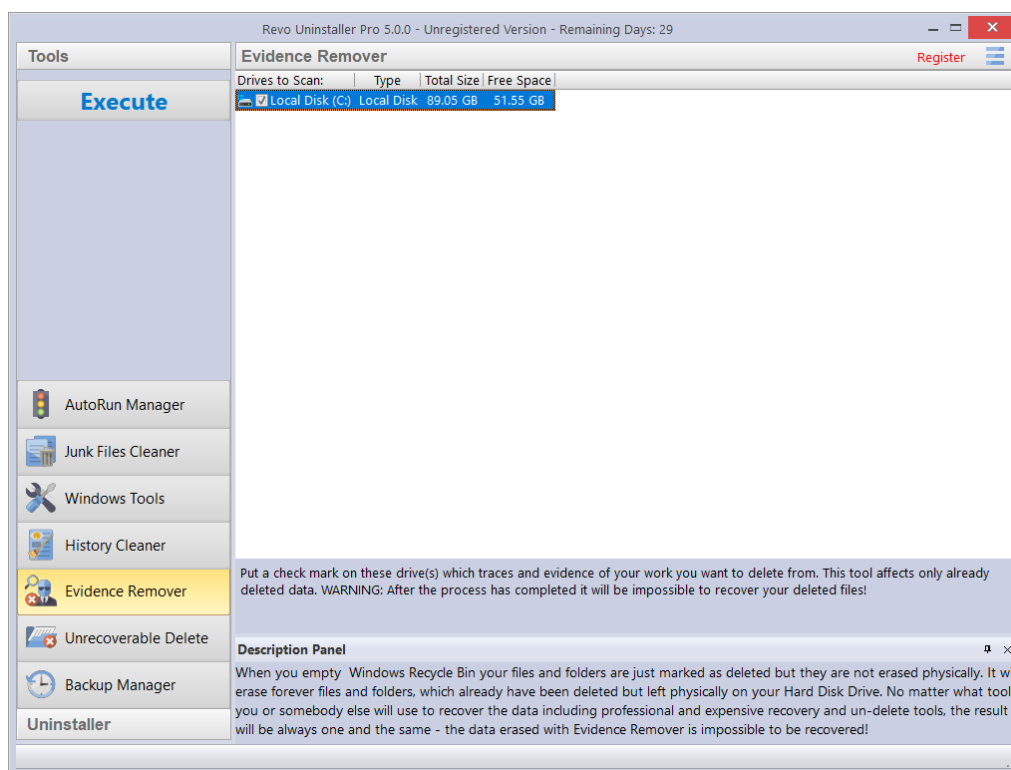 Revo Uninstaller Pro 5.0.0 - Unregistered Version - Remaining Days: 29
Tools
Evidence Remover
Register
Execute
Drives to Scan: Type Total Size Free Space
Local Disk (C:) Local Disk 89.05 GB 51.55 GB
AutoRun Manager
Junk Files Cleaner
Windows Tools
History Cleaner
Evidence Remover
Unrecoverable Delete
Backup Manager
Uninstaller
Put a check mark on these drive(s) which traces and evidence of your work you want to delete from. This tool affects only already
deleted data. WARNING: After the process has completed it will be impossible to recover your deleted files!
Description Panel
When you empty Windows Recycle Bin your files and folders are just marked as deleted but they are not erased physically. It w
erase forever files and folders, which already have been deleted but left physically on your Hard Disk Drive. No matter what tool
you or somebody else will use to recover the data including professional and expensive recovery and un-delete tools, the result
will be always one and the same - the data erased with Evidence Remover is impossible to be recovered!